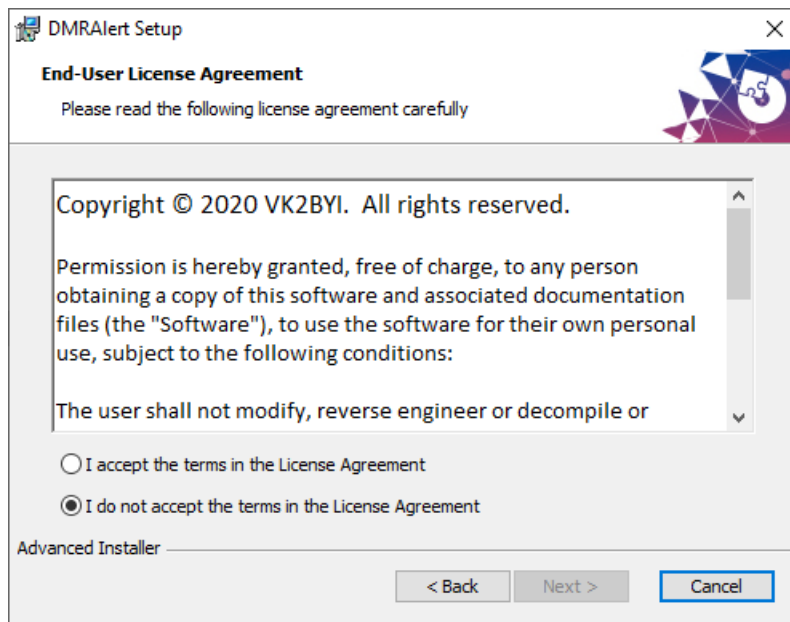 DMRAlert Setup
End-User License Agreement
Please read the following license agreement carefully
Copyright © 2020 VK2BYI.  All rights reserved.
Permission is hereby granted, free of charge, to any person
obtaining a copy of this software and associated documentation
files (the "Software"), to use the software for their own personal
use, subject to the following conditions:
The user shall not modify, reverse engineer or decompile or
I accept the terms in the License Agreement
I do not accept the terms in the License Agreement
Advanced Installer
< Back
Next >
Cancel